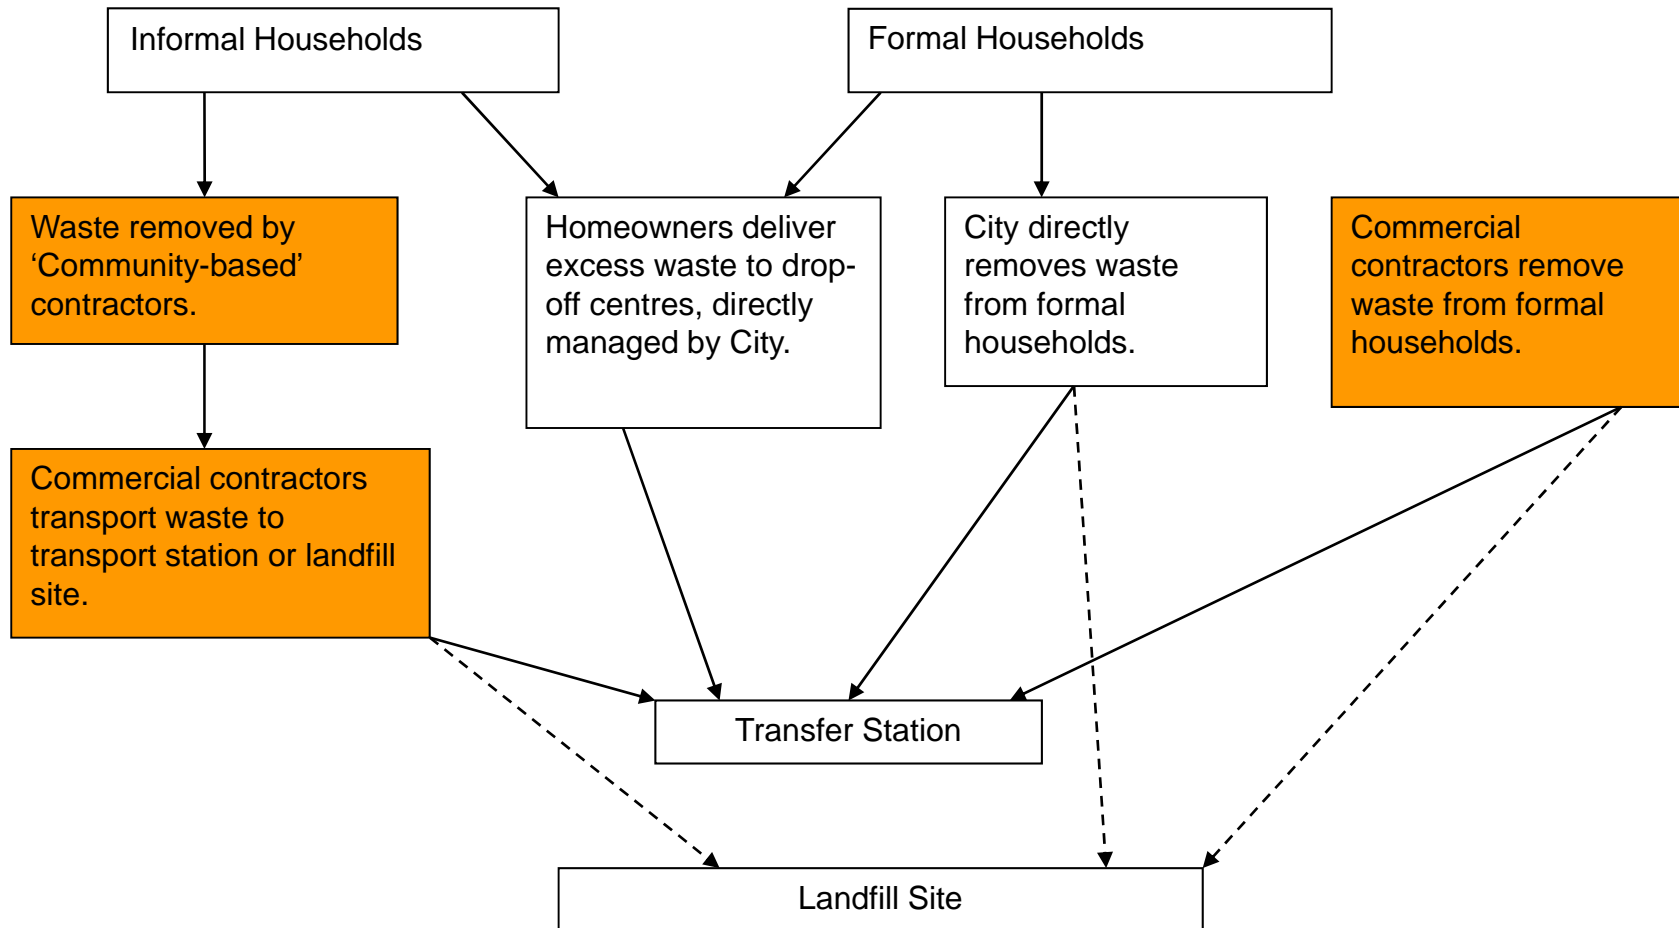 Informal Households
Formal Households
Waste removed by
‘Community-based’
contractors.
Homeowners deliver
excess waste to drop-
off centres, directly
managed by City.
City directly
removes waste
from formal
households.
Commercial
contractors remove
waste from formal
households.
Commercial contractors
transport waste to
transport station or landfill
site.
Transfer Station
Landfill Site